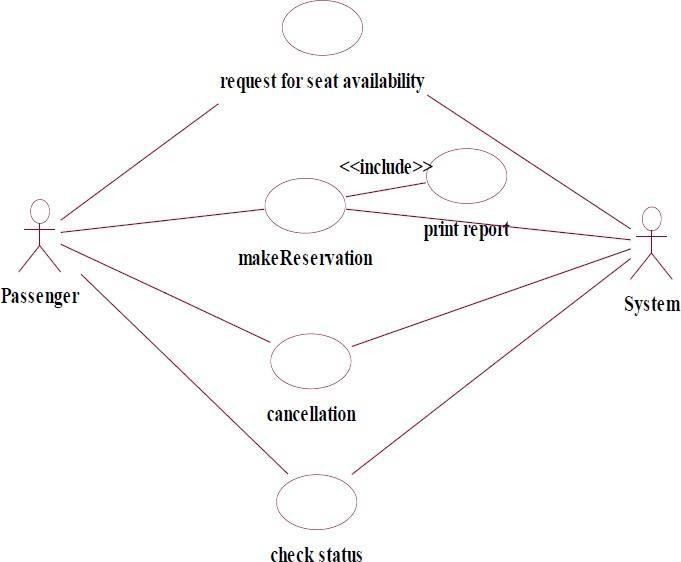 request for seat availability
<<include>>
print report
makeReservation
Passenger
System
cancellation
check status